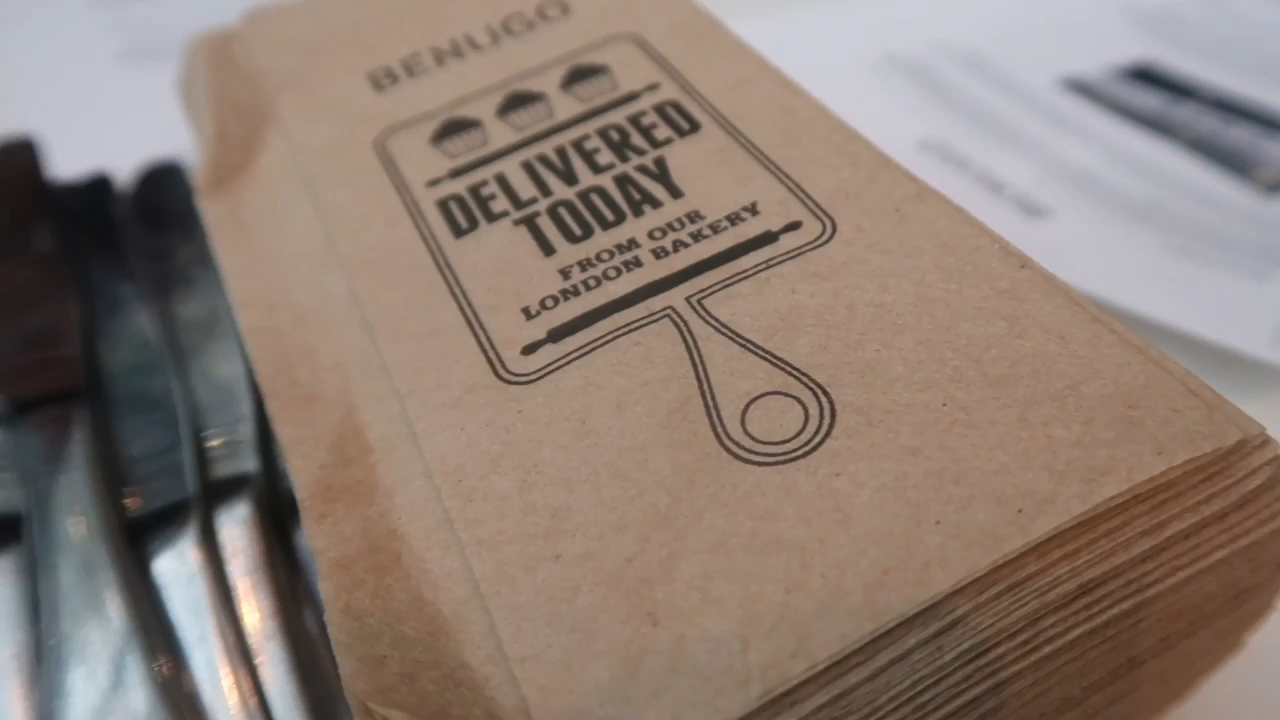 BENUGO
DELIVERED
TODAY
FROM OUR
LONDON BAKERY